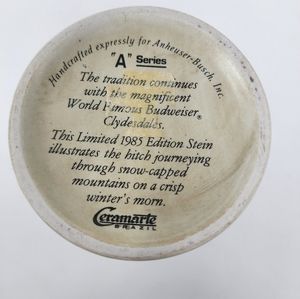 Handcrafted expressly for Anheuser-Busch, Inc.
"A" Series
The tradition continues
with the magnificent
World Famous Budweiser®
Clydesdales.
This Limited 1985 Edition Stein
illustrates the hitch journeying
through snow-capped
mountains on a crisp
winter's morn.
Ceramarte
BRAZIL